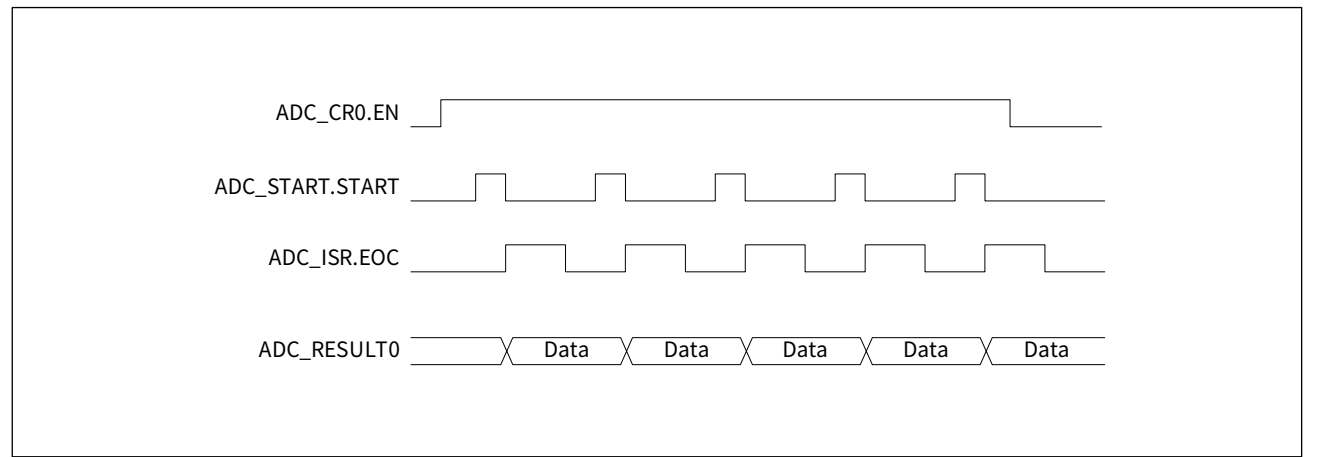 ADC_CR0.EN
ADC_START.START
ADC_ISR.EOC
ADC_RESULT0 Data Data Data Data Data